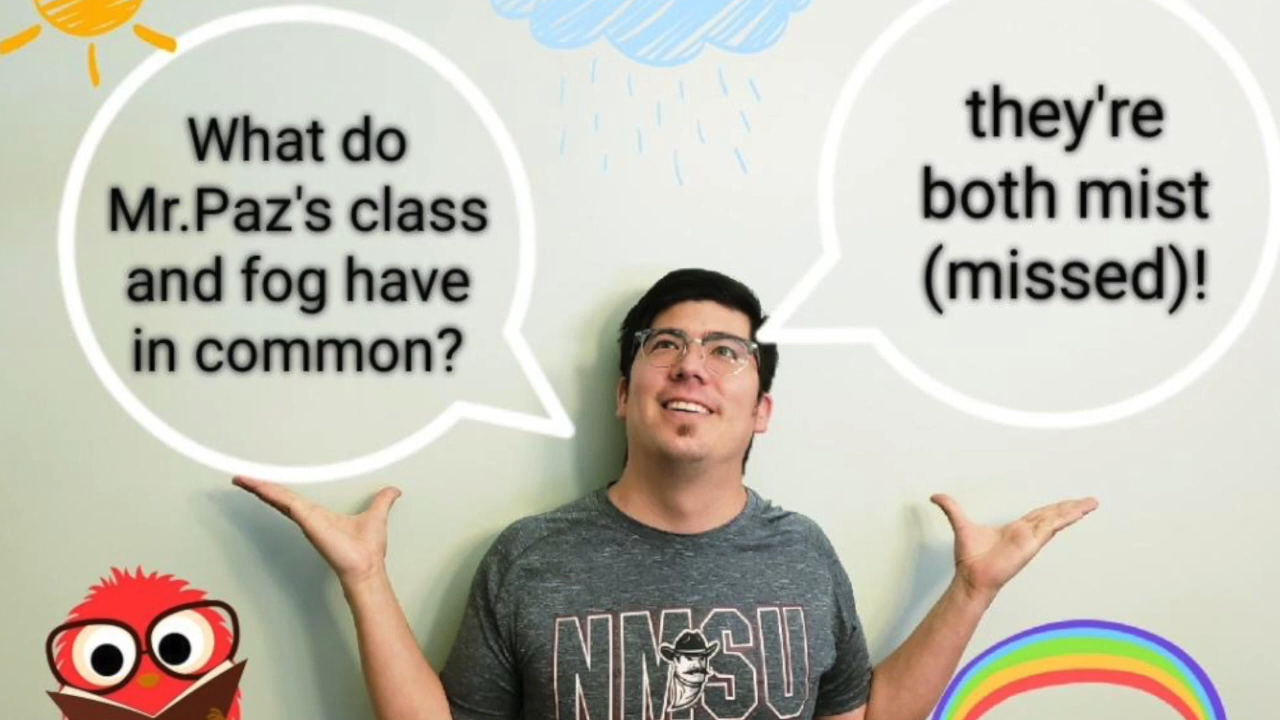 What do
Mr.Paz's class
and fog have
in common?
they're
both mist
(missed)!
NMSU